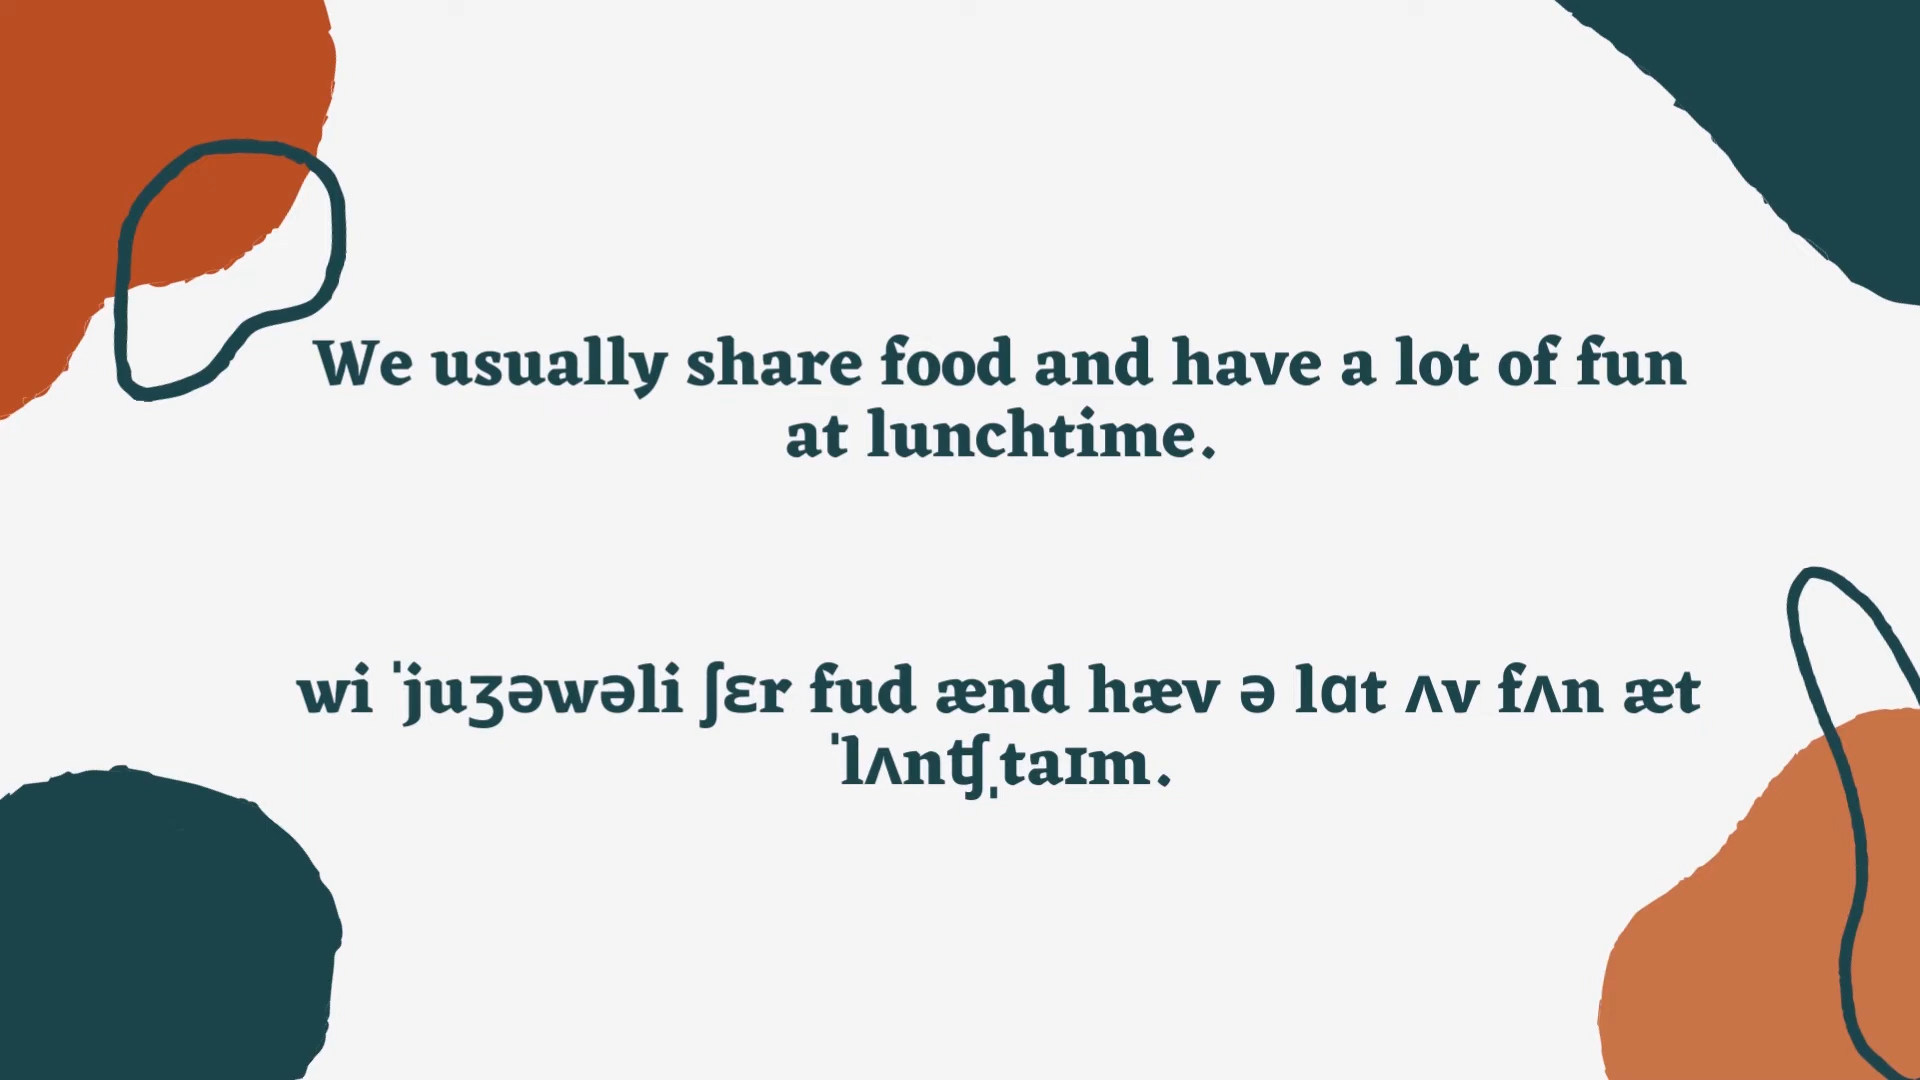 We usually share food and have a lot of fun
at lunchtime.
wi ˈjuʒəwəli ʃɛr fud ænd hæv ə lɑt ʌv fʌn æt
ˈlʌnʧˌtaɪm.